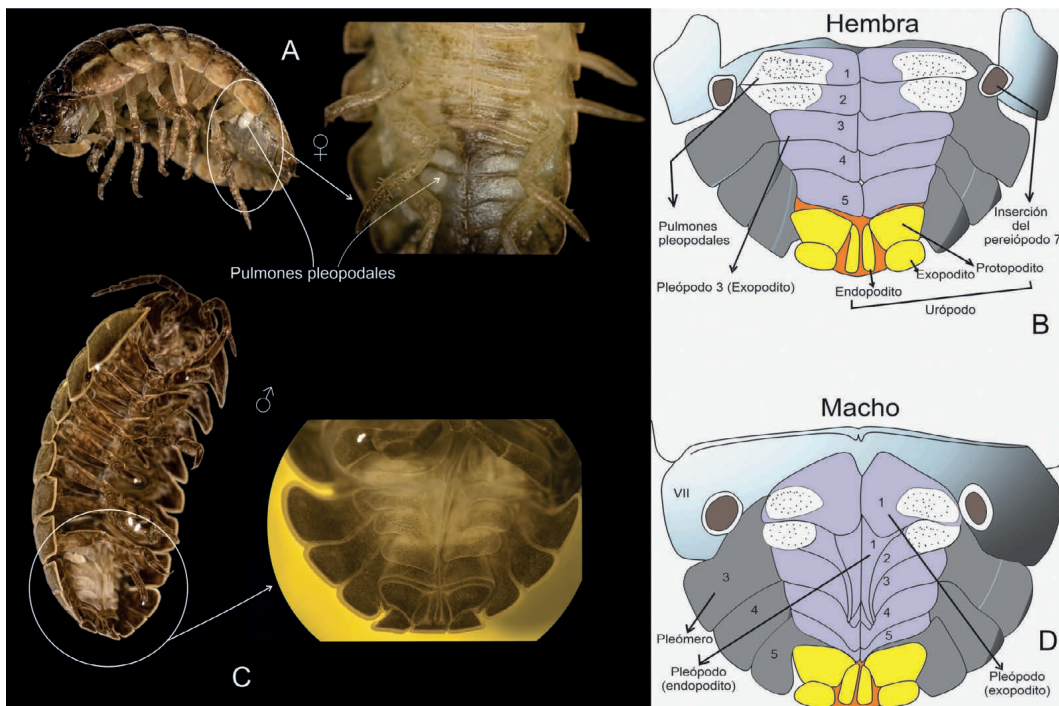 A
♀
Pulmones pleopodales
♂
C
Hembra
1
2
3
4
5
Pulmones
pleopodales
Pleópodo 3 (Exopodito)
Endopodito
Exopodito
Protopodito
Urópodo
Inserción
del
pereiópodo 7
B
Macho
VII
1
1
2
3
4
5
3
4
5
Pleómero
Pleópodo
(endopodito)
Pleópodo
(exopodito)
D